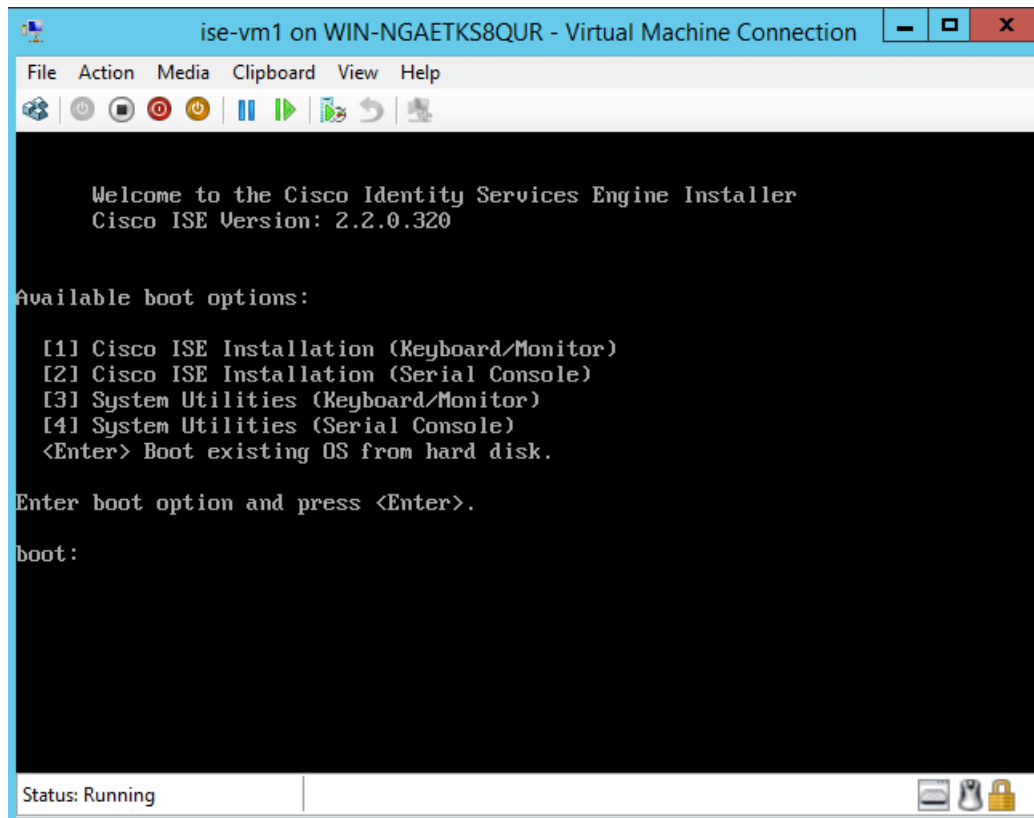 ise-vm1 on WIN-NGAETKS8QUR - Virtual Machine Connection
File Action Media Clipboard View Help
Welcome to the Cisco Identity Services Engine Installer
Cisco ISE Version: 2.2.0.320
Available boot options:
[1] Cisco ISE Installation (Keyboard/Monitor)
[2] Cisco ISE Installation (Serial Console)
[3] System Utilities (Keyboard/Monitor)
[4] System Utilities (Serial Console)
<Enter> Boot existing OS from hard disk.
Enter boot option and press <Enter>.
boot:
Status: Running